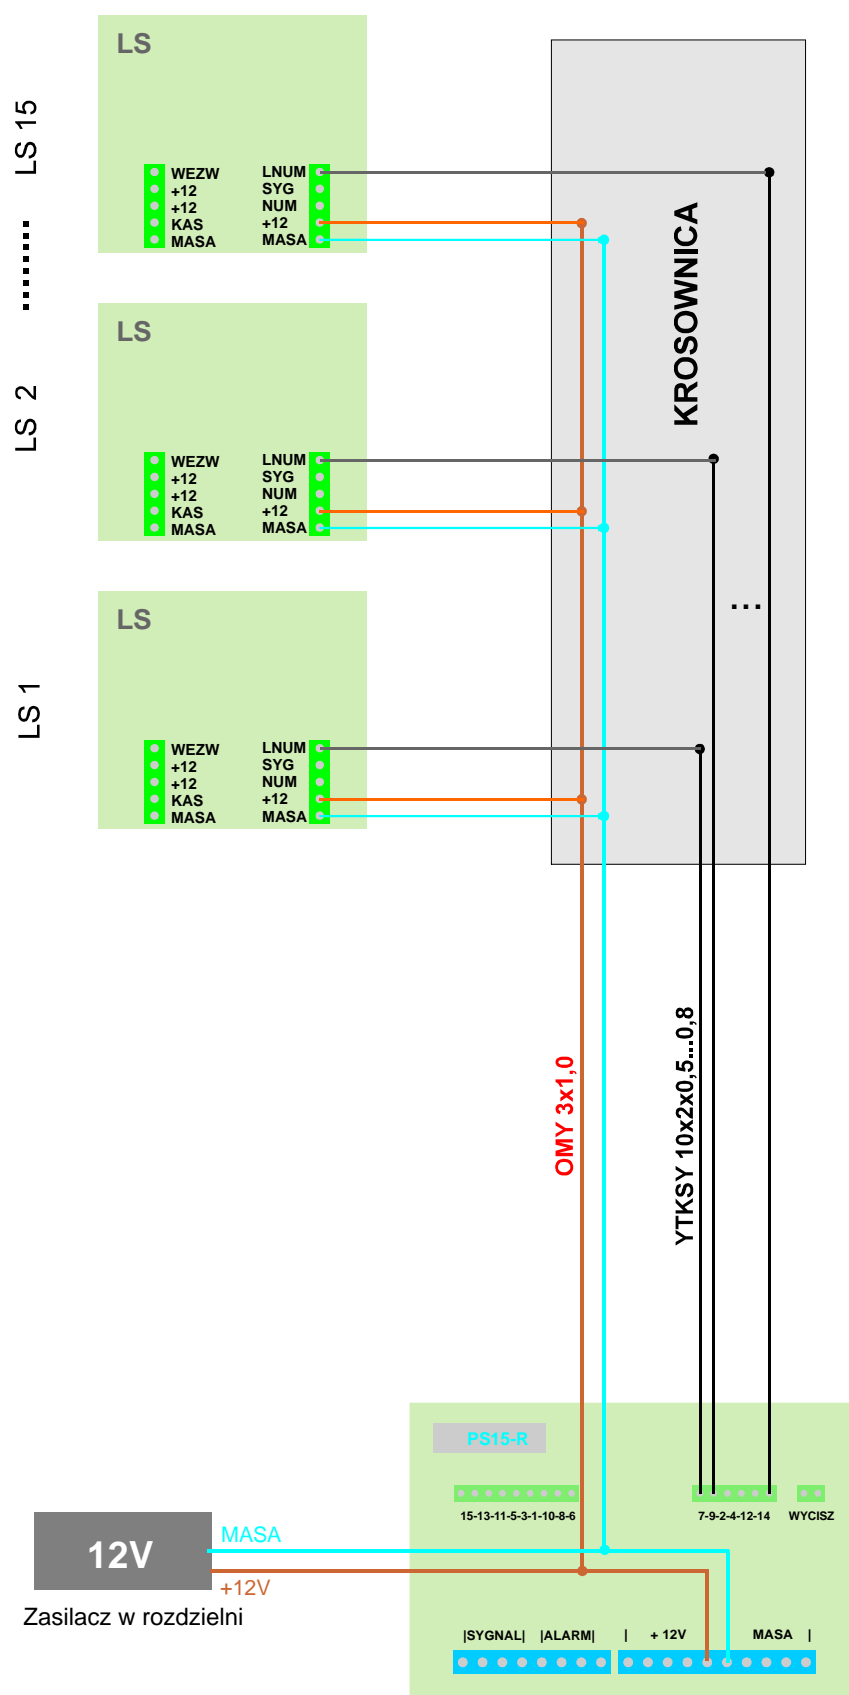 LS
LS 15
WEZW
+12
+12
KAS
MASA
LNUM
SYG
NUM
+12
MASA
KROSOWNICA
........
LS
LS 2
WEZW
+12
+12
KAS
MASA
LNUM
SYG
NUM
+12
MASA
...
LS
LS 1
WEZW
+12
+12
KAS
MASA
LNUM
SYG
NUM
+12
MASA
OMY 3x1,0
YTKSY 10x2x0,5...0,8
PS15-R
15-13-11-5-3-1-10-8-6
7-9-2-4-12-14
WYCISZ
12V
MASA
+12V
Zasilacz w rozdzielni
|SYGNAL| |ALARM| | + 12V MASA |